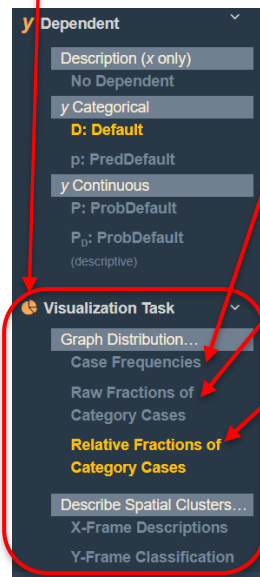 y Dependent
Description (x only)
No Dependent
y Categorical
D: Default
p: PredDefault
y Continuous
P: ProbDefault
P_D: ProbDefault
(descriptive)
Visualization Task
Graph Distribution...
Case Frequencies
Raw Fractions of
Category Cases
Relative Fractions of
Category Cases
Describe Spatial Clusters...
X-Frame Descriptions
Y-Frame Classification